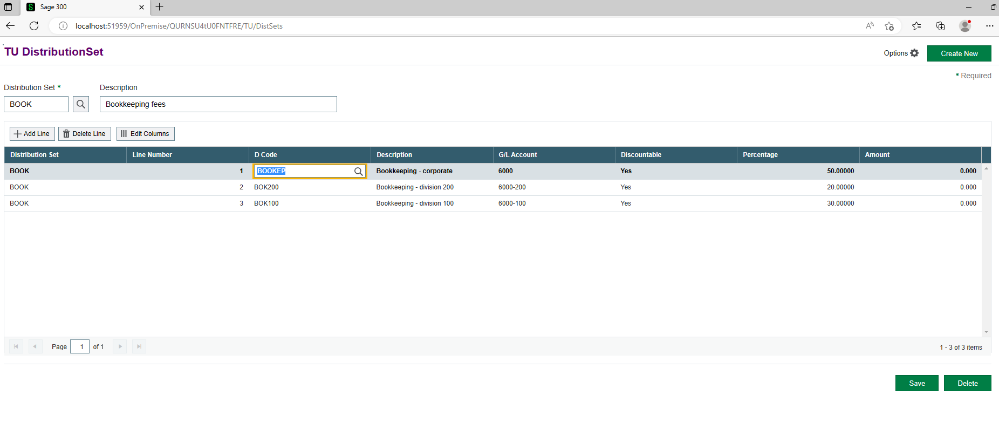 Sage 300
localhost:51959/OnPremise/QURNSU4tU0FNTFRE/TU/DistSets
TU DistributionSet
Options Create New
* Required
Distribution Set * Description
BOOK Bookkeeping fees
Add Line Delete Line Edit Columns
Distribution Set Line Number D Code Description G/L Account Discountable Percentage Amount
BOOK 1 BOOKEP Bookkeeping - corporate 6000 Yes 50.00000 0.000
BOOK 2 BOK200 Bookkeeping - division 200 6000-200 Yes 20.00000 0.000
BOOK 3 BOK100 Bookkeeping - division 100 6000-100 Yes 30.00000 0.000
Page 1 of 1 1 - 3 of 3 items
Save Delete